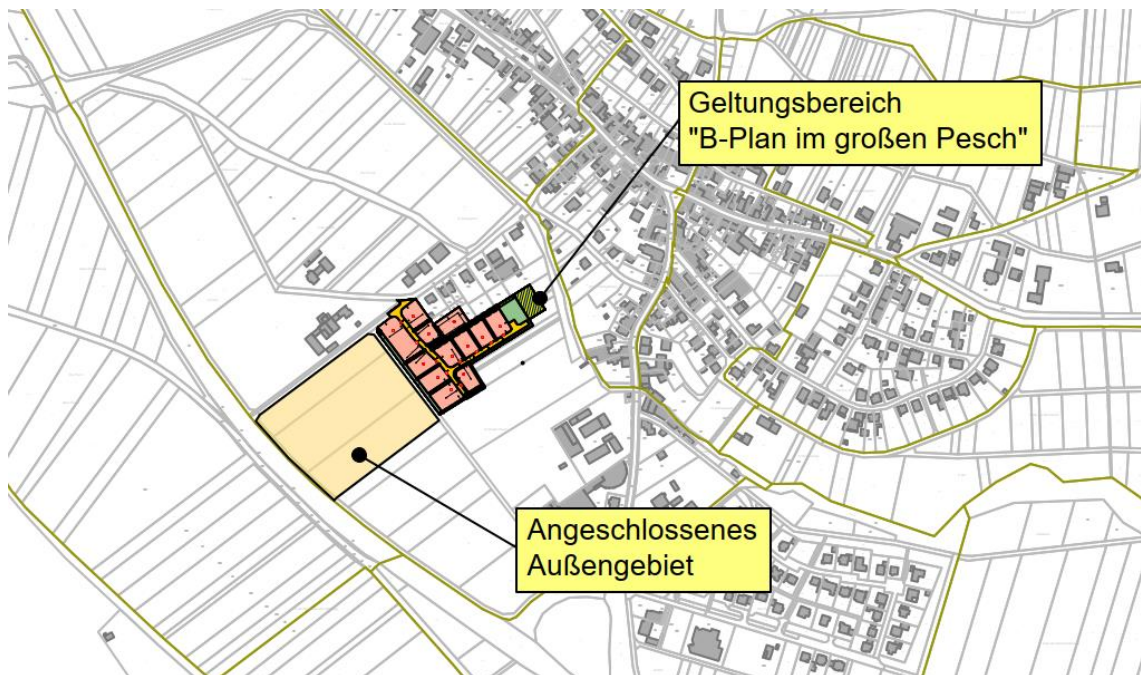 Geltungsbereich
"B-Plan im großen Pesch"
Angeschlossenes
Außengebiet